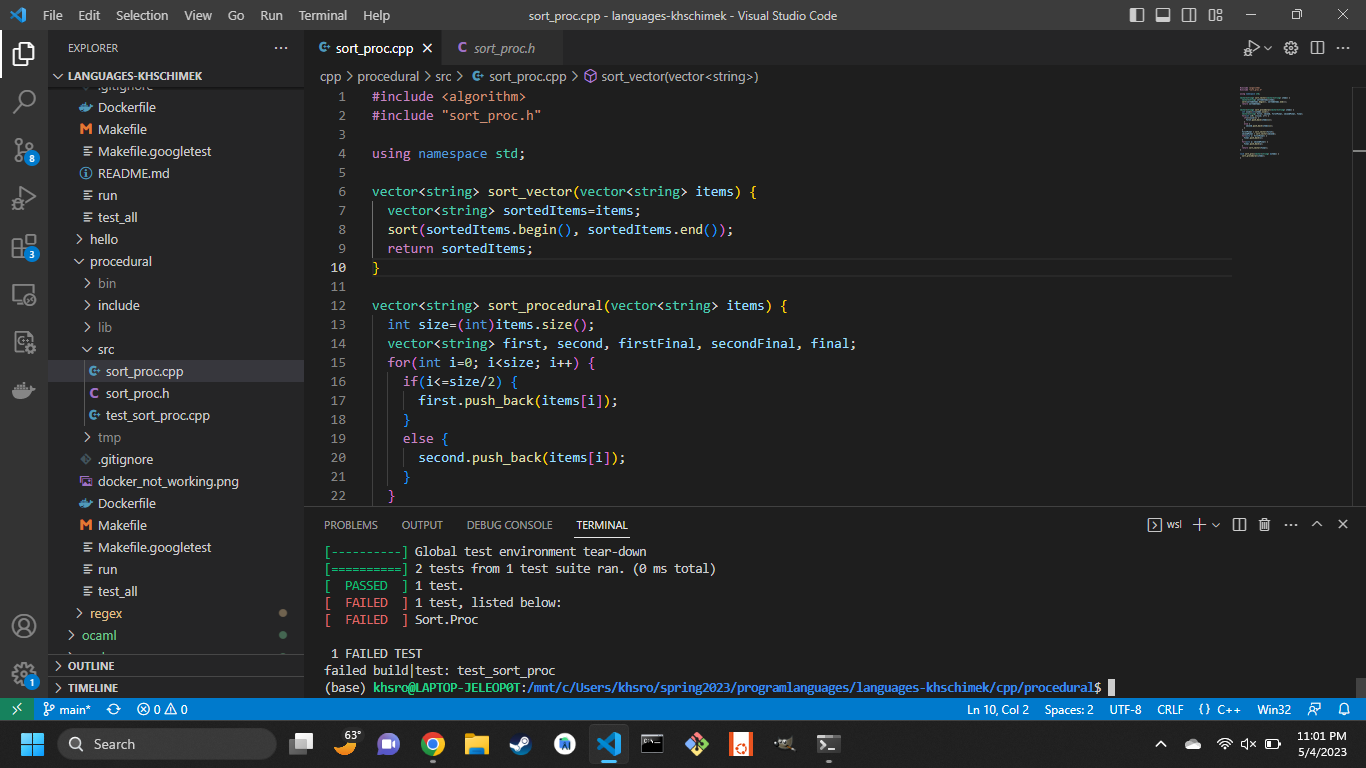 File Edit Selection View Go Run Terminal Help sort_proc.cpp - languages-khschimek - Visual Studio Code
EXPLORER
LANGUAGES-KHSCHIMEK
.gitignore
Dockerfile
Makefile
Makefile.googletest
README.md
run
test_all
hello
procedural
bin
include
lib
src
sort_proc.cpp
sort_proc.h
test_sort_proc.cpp
tmp
.gitignore
docker_not_working.png
Dockerfile
Makefile
Makefile.googletest
run
test_all
regex
ocaml
OUTLINE
TIMELINE
8
3
1
sort_proc.cpp sort_proc.h
cpp > procedural > src > sort_proc.cpp > sort_vector(vector<string>)
1 #include <algorithm>
2 #include "sort_proc.h"
3
4 using namespace std;
5
6 vector<string> sort_vector(vector<string> items) {
7 vector<string> sortedItems=items;
8 sort(sortedItems.begin(), sortedItems.end());
9 return sortedItems;
10 }
11
12 vector<string> sort_procedural(vector<string> items) {
13 int size=(int)items.size();
14 vector<string> first, second, firstFinal, secondFinal, final;
15 for(int i=0; i<size; i++) {
16 if(i<=size/2) {
17 first.push_back(items[i]);
18 }
19 else {
20 second.push_back(items[i]);
21 }
22 }
PROBLEMS OUTPUT DEBUG CONSOLE TERMINAL wsl
[----------] Global test environment tear-down
[==========] 2 tests from 1 test suite ran. (0 ms total)
[  PASSED  ] 1 test.
[  FAILED  ] 1 test, listed below:
[  FAILED  ] Sort.Proc
1 FAILED TEST
failed build|test: test_sort_proc
(base) khsro@LAPTOP-JELEOP0T:/mnt/c/Users/khsro/spring2023/programlanguages/languages-khschimek/cpp/procedural$
main* 0 0 Ln 10, Col 2 Spaces: 2 UTF-8 CRLF {} C++ Win32
Search 63° 11:01 PM
5/4/2023